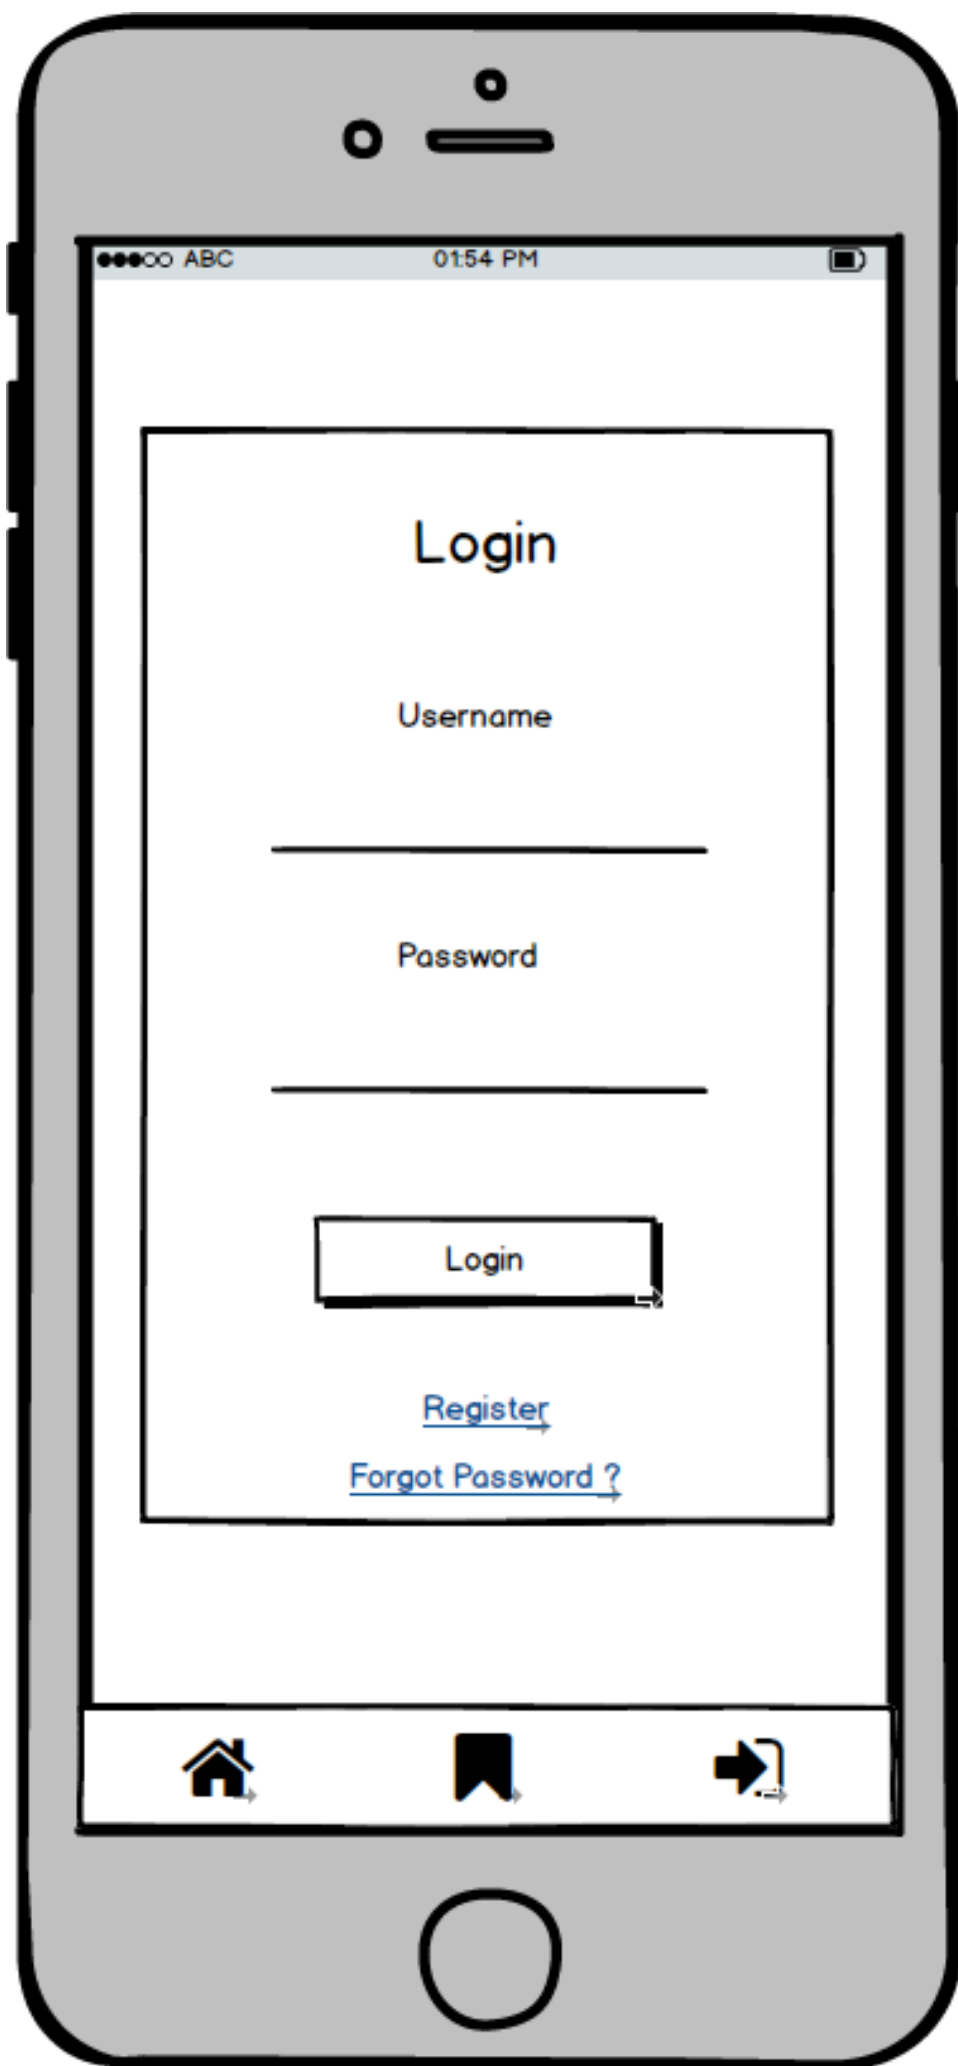 ABC 01:54 PM
Login
Username
Password
Login
Register
Forgot Password ?